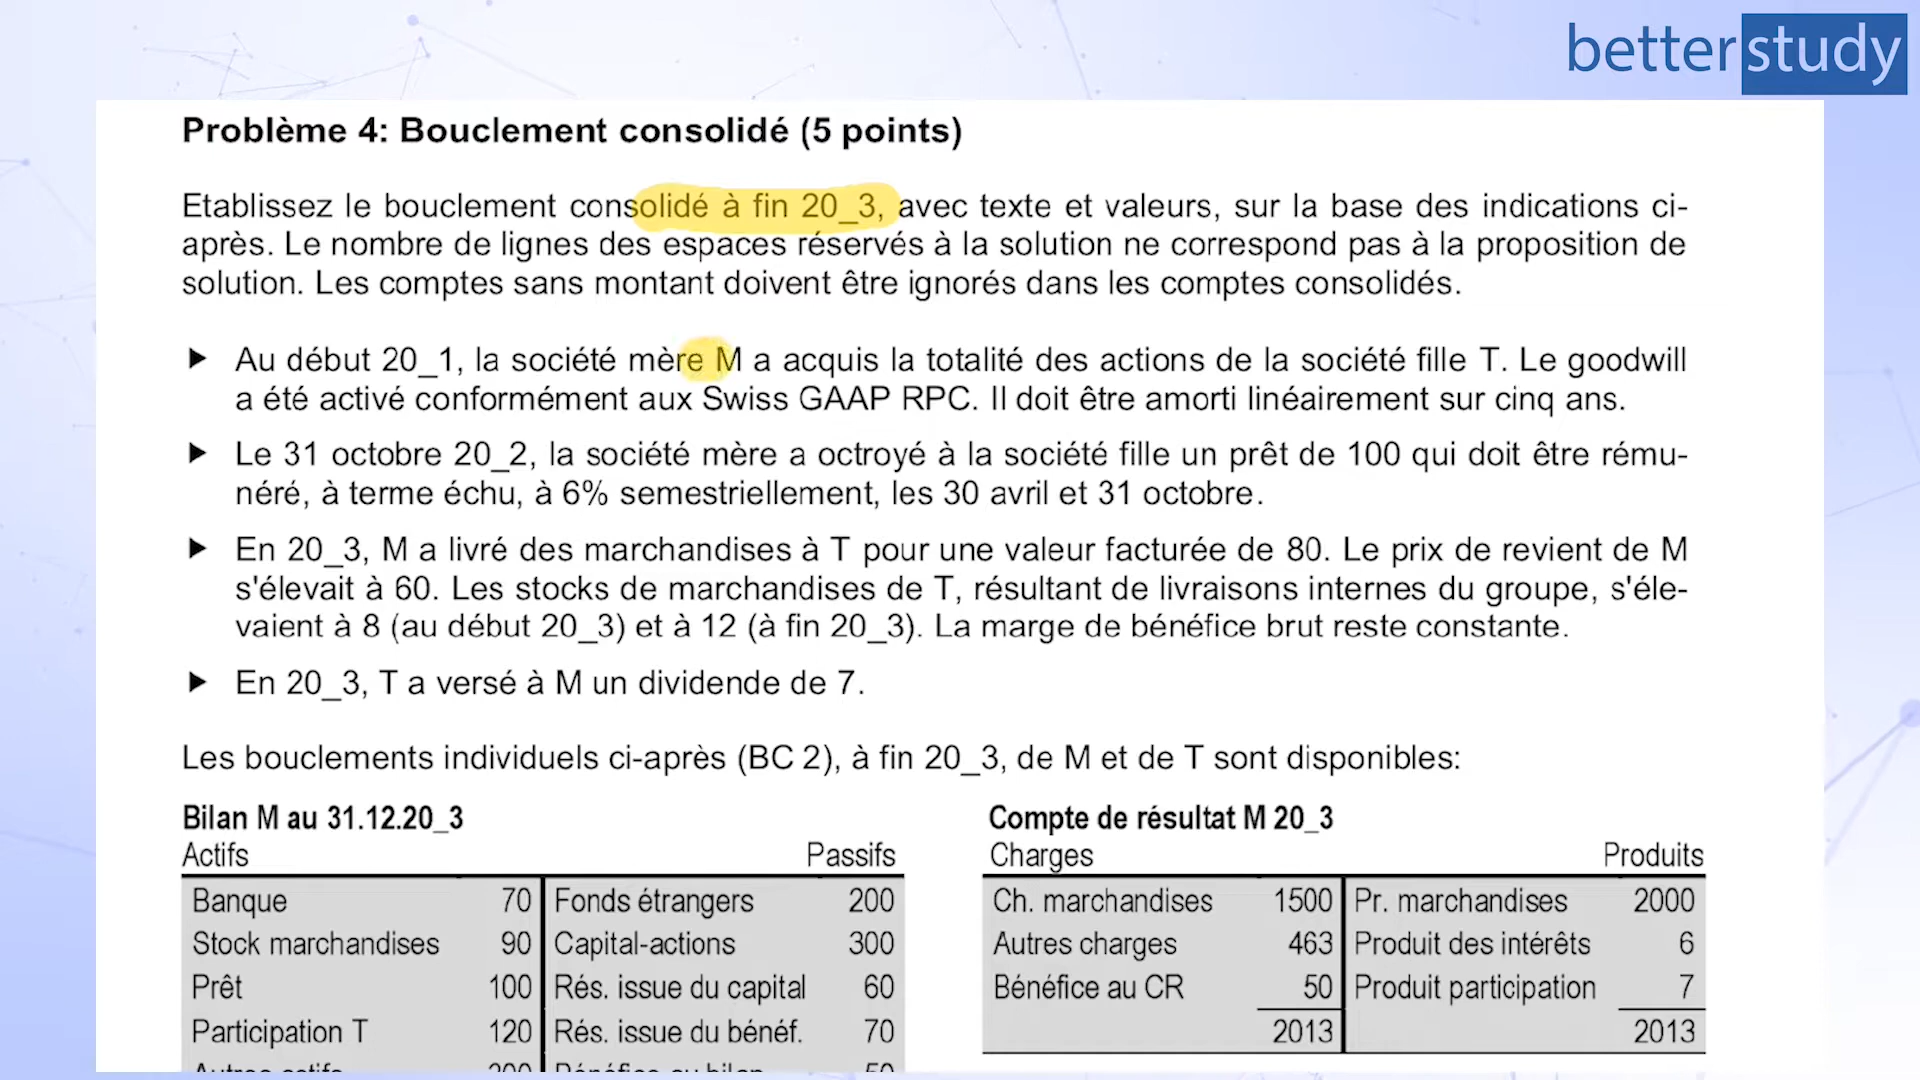 betterstudy
Problème 4: Bouclement consolidé (5 points)
Etablissez le bouclement consolidé à fin 20_3, avec texte et valeurs, sur la base des indications ci-
après. Le nombre de lignes des espaces réservés à la solution ne correspond pas à la proposition de
solution. Les comptes sans montant doivent être ignorés dans les comptes consolidés.
► Au début 20_1, la société mère M a acquis la totalité des actions de la société fille T. Le goodwill
a été activé conformément aux Swiss GAAP RPC. Il doit être amorti linéairement sur cinq ans.
► Le 31 octobre 20_2, la société mère a octroyé à la société fille un prêt de 100 qui doit être rému-
néré, à terme échu, à 6% semestriellement, les 30 avril et 31 octobre.
► En 20_3, M a livré des marchandises à T pour une valeur facturée de 80. Le prix de revient de M
s'élevait à 60. Les stocks de marchandises de T, résultant de livraisons internes du groupe, s'éle-
vaient à 8 (au début 20_3) et à 12 (à fin 20_3). La marge de bénéfice brut reste constante.
► En 20_3, T a versé à M un dividende de 7.
Les bouclements individuels ci-après (BC 2), à fin 20_3, de M et de T sont disponibles:
Bilan M au 31.12.20_3
Actifs Passifs
Banque 70 Fonds étrangers 200
Stock marchandises 90 Capital-actions 300
Prêt 100 Rés. issue du capital 60
Participation T 120 Rés. issue du bénéf. 70
Autres actifs 300 Bénéfice au bilan 50
Compte de résultat M 20_3
Charges Produits
Ch. marchandises 1500 Pr. marchandises 2000
Autres charges 463 Produit des intérêts 6
Bénéfice au CR 50 Produit participation 7
2013 2013